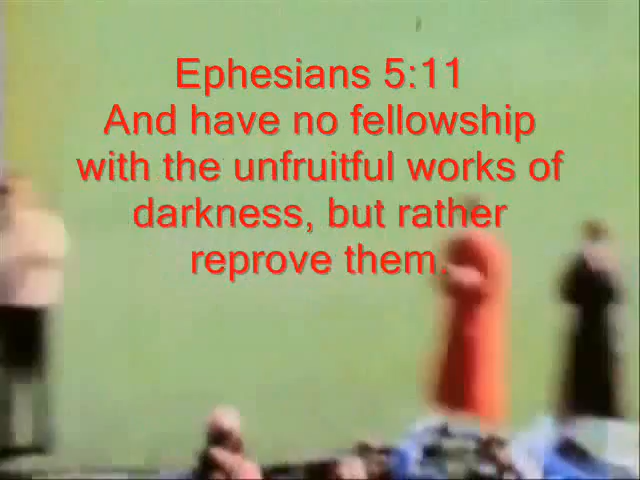 Ephesians 5:11
And have no fellowship
with the unfruitful works of
darkness, but rather
reprove them.